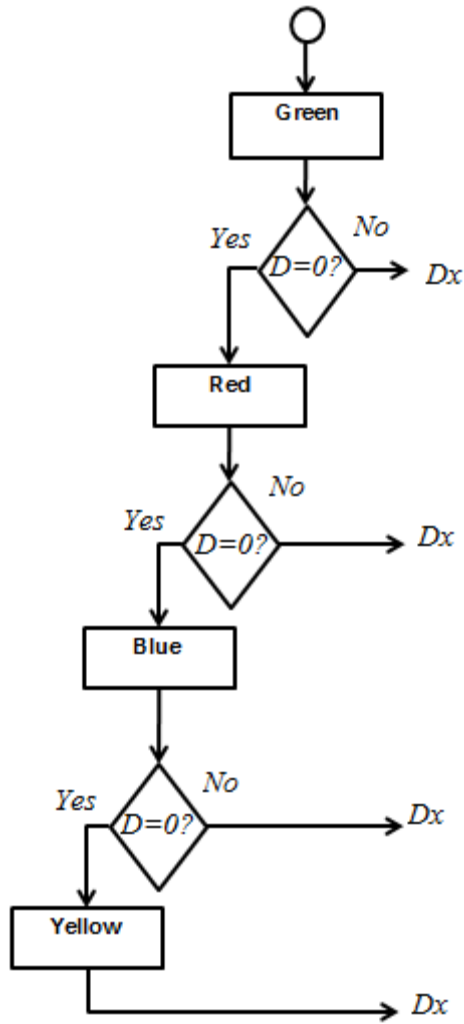 Green
Yes
No
D=0?
Dx
Red
Yes
No
D=0?
Dx
Blue
Yes
No
D=0?
Dx
Yellow
Dx